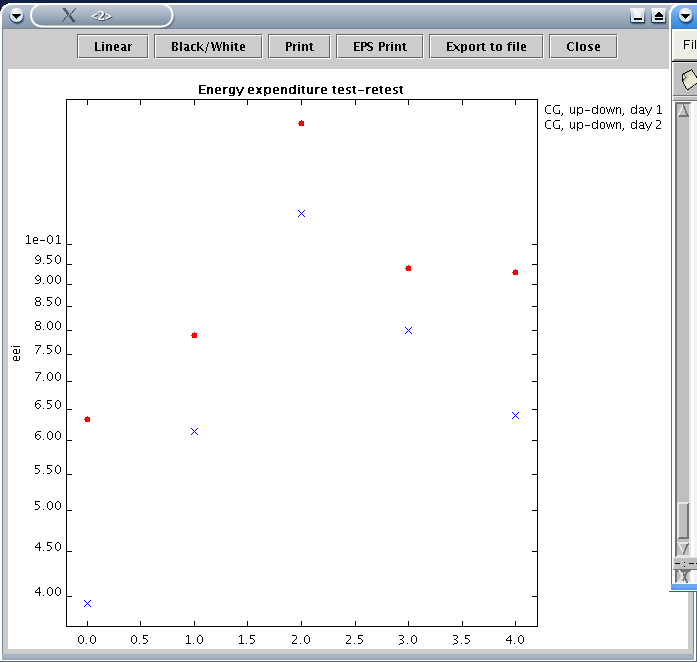 X <2>
Linear Black/White Print EPS Print Export to file Close
Fil
Energy expenditure test-retest
CG, up-down, day 1
CG, up-down, day 2
1e-01
9.50
9.00
8.50
8.00
7.50
7.00
6.50
6.00
5.50
5.00
4.50
4.00
eei
0.0 0.5 1.0 1.5 2.0 2.5 3.0 3.5 4.0